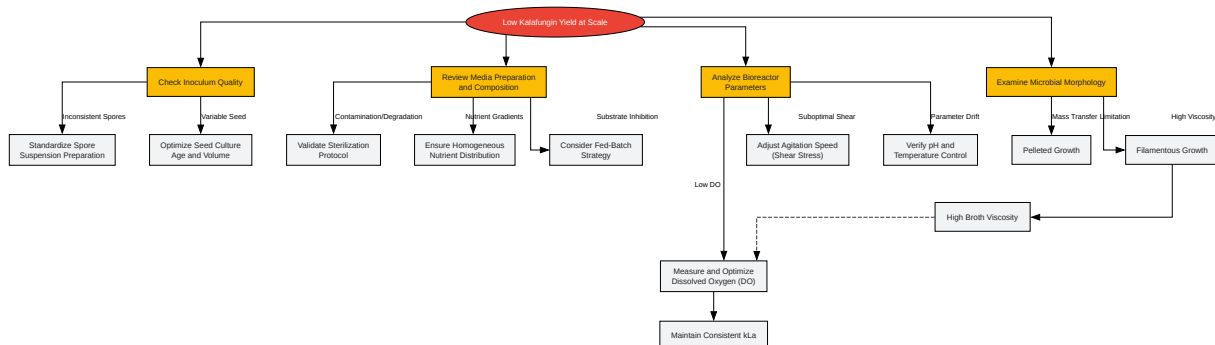 Low Kalafungin Yield at Scale
Check Inoculum Quality
Review Media Preparation
and Composition
Analyze Bioreactor
Parameters
Examine Microbial Morphology
Inconsistent Spores
Variable Seed
Contamination/Degradation
Nutrient Gradients
Substrate Inhibition
Suboptimal Shear
Parameter Drift
Mass Transfer Limitation
High Viscosity
Standardize Spore
Suspension Preparation
Optimize Seed Culture
Age and Volume
Validate Sterilization
Protocol
Ensure Homogeneous
Nutrient Distribution
Consider Fed-Batch
Strategy
Adjust Agitation Speed
(Shear Stress)
Verify pH and
Temperature Control
Pelleted Growth
Filamentous Growth
Low DO
High Broth Viscosity
Measure and Optimize
Dissolved Oxygen (DO)
Maintain Consistent kLa